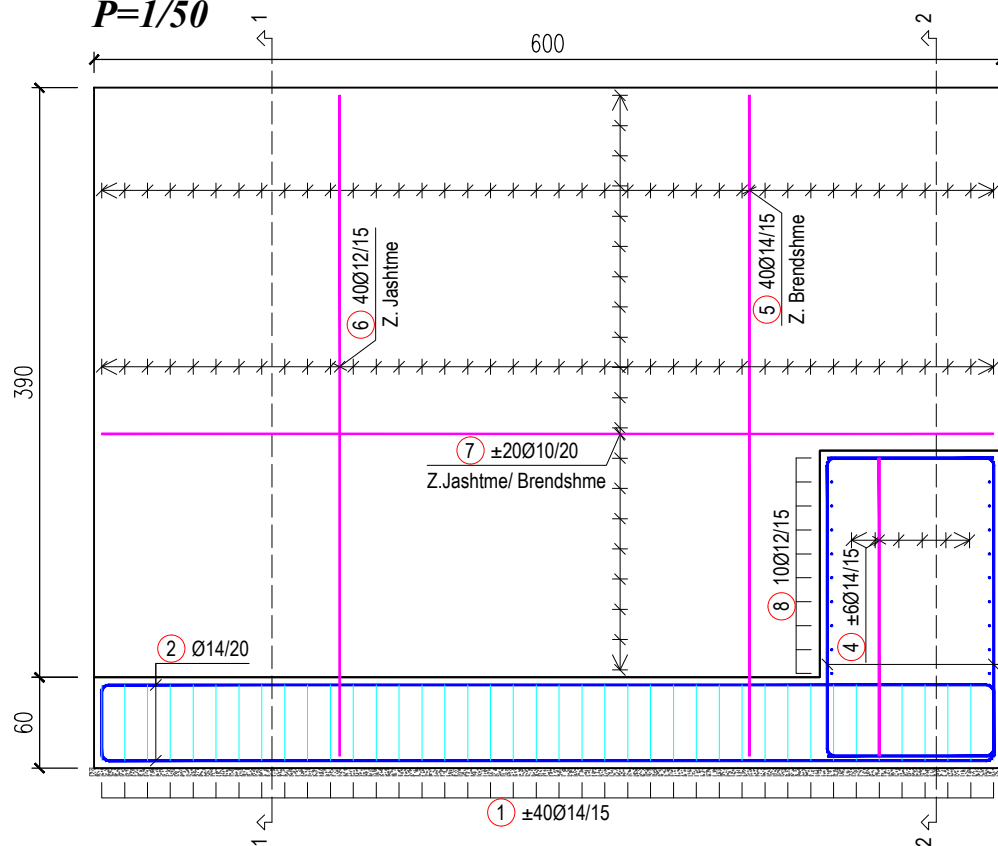 P=1/50
1
2
600
390
60
6 40Ø12/15
Z. Jashtme
5 40Ø14/15
Z. Brendshme
7 ±20Ø10/20
Z.Jashtme/ Brendshme
8 10Ø12/15
4 ±6Ø14/15
2 Ø14/20
1 ±40Ø14/15
1
2